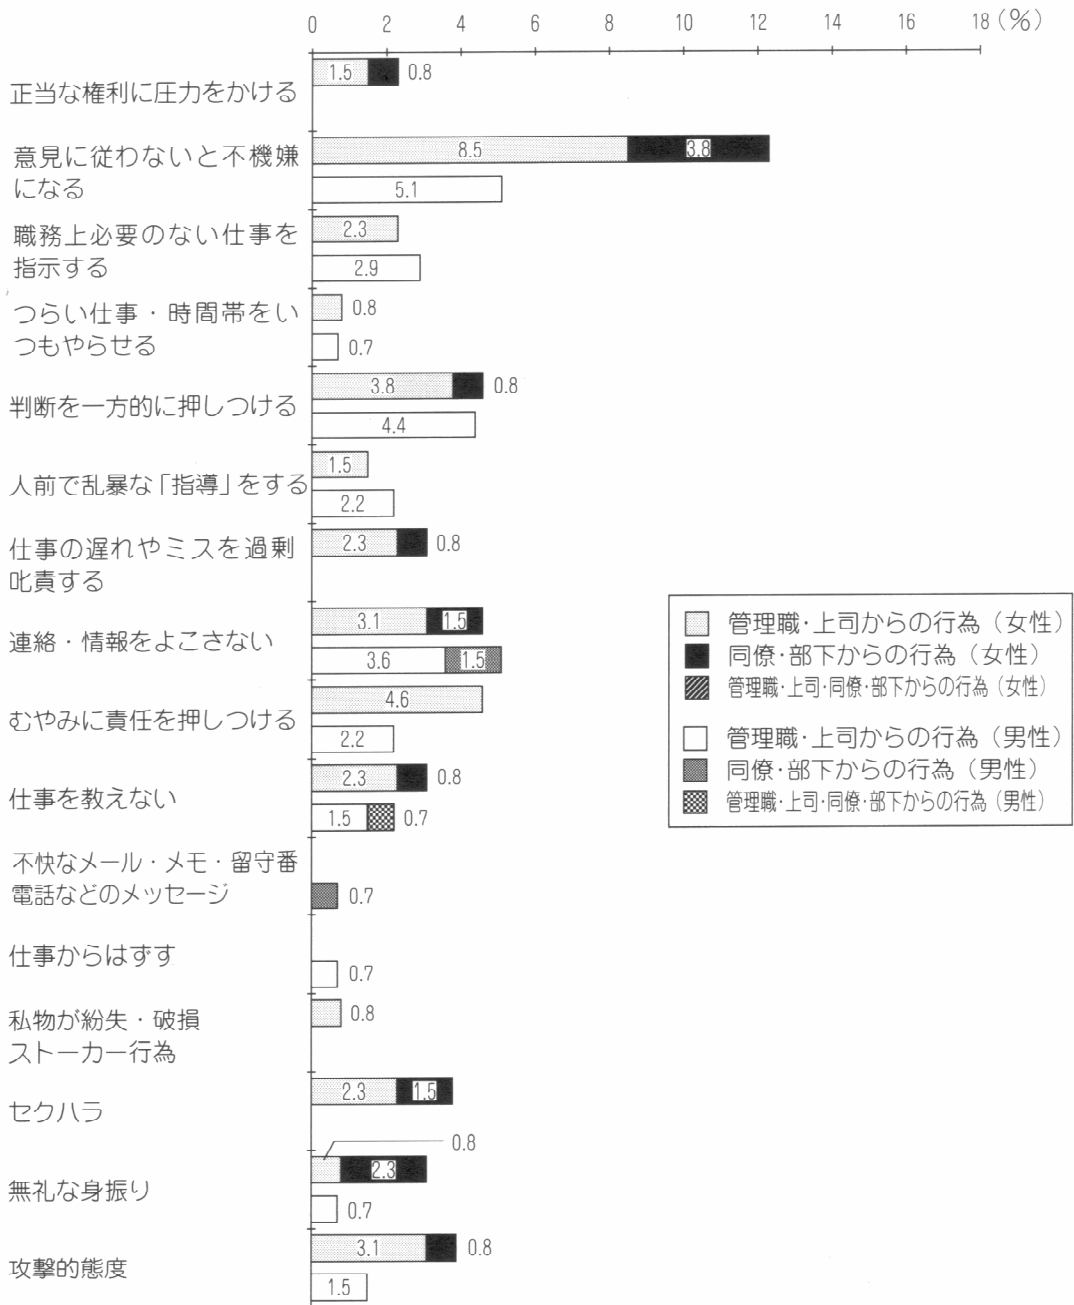 0 2 4 6 8 10 12 14 16 18 (%)
正当な権利に圧力をかける
1.5 0.8
意見に従わないと不機嫌
になる
8.5 3.8
5.1
職務上必要のない仕事を
指示する
2.3
2.9
つらい仕事・時間帯をい
つもやらせる
0.8
0.7
判断を一方的に押しつける
3.8 0.8
4.4
人前で乱暴な「指導」をする
1.5
2.2
仕事の遅れやミスを過剰
叱責する
2.3 0.8
連絡・情報をよこさない
3.1 1.5
3.6 1.5
むやみに責任を押しつける
4.6
2.2
仕事を教えない
2.3 0.8
1.5 0.7
不快なメール・メモ・留守番
電話などのメッセージ
0.7
仕事からはずす
0.7
私物が紛失・破損
ストーカー行為
0.8
セクハラ
2.3 1.5
無礼な身振り
0.8
2.3
0.7
攻撃的態度
3.1 0.8
1.5
管理職・上司からの行為（女性）
同僚・部下からの行為（女性）
管理職・上司・同僚・部下からの行為（女性）
管理職・上司からの行為（男性）
同僚・部下からの行為（男性）
管理職・上司・同僚・部下からの行為（男性）